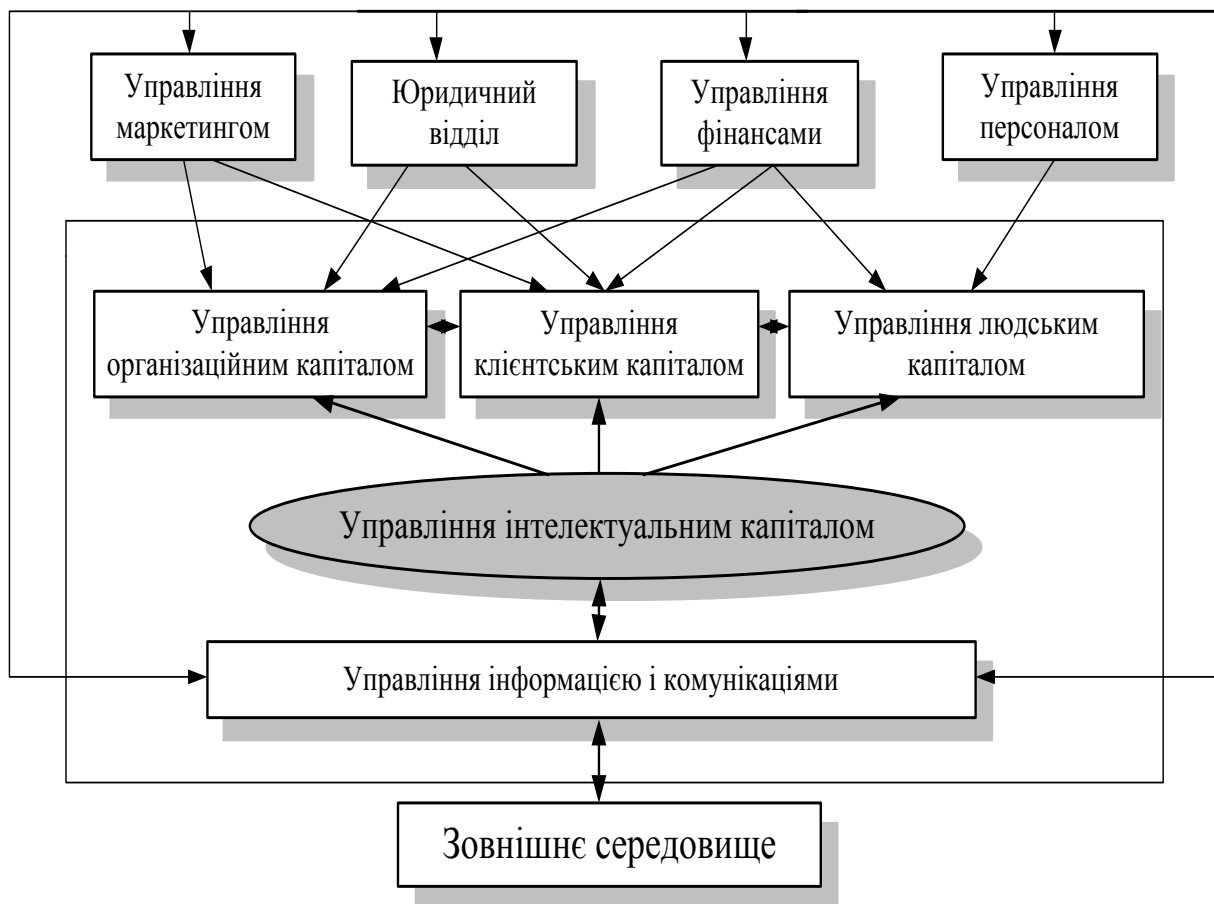 Управління
маркетингом
Юридичний
відділ
Управління
фінансами
Управління
персоналом
Управління
організаційним капіталом
Управління
клієнтським капіталом
Управління людським
капіталом
Управління інтелектуальним капіталом
Управління інформацією і комунікаціями
Зовнішнє середовище